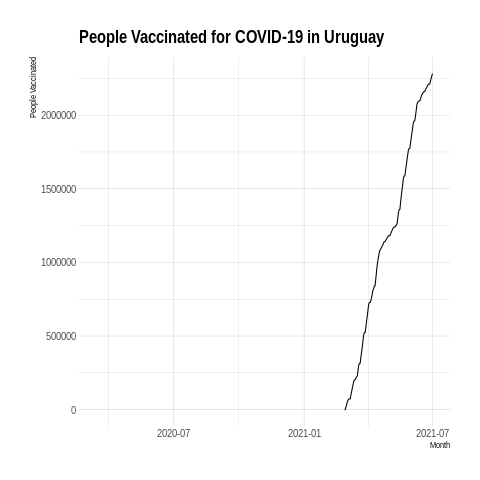 People Vaccinated for COVID-19 in Uruguay
People Vaccinated
2000000
1500000
1000000
500000
0
2020-07
2021-01
2021-07
Month